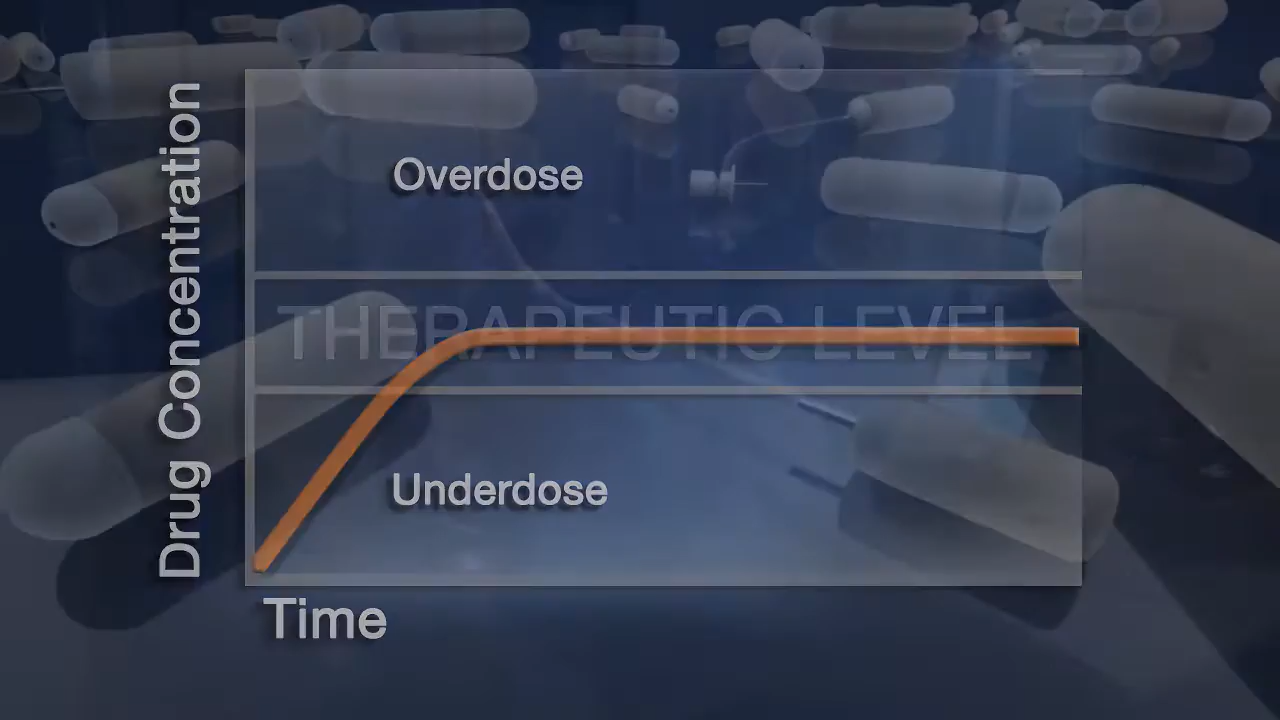 Drug Concentration
Overdose
THERAPEUTIC LEVEL
Underdose
Time